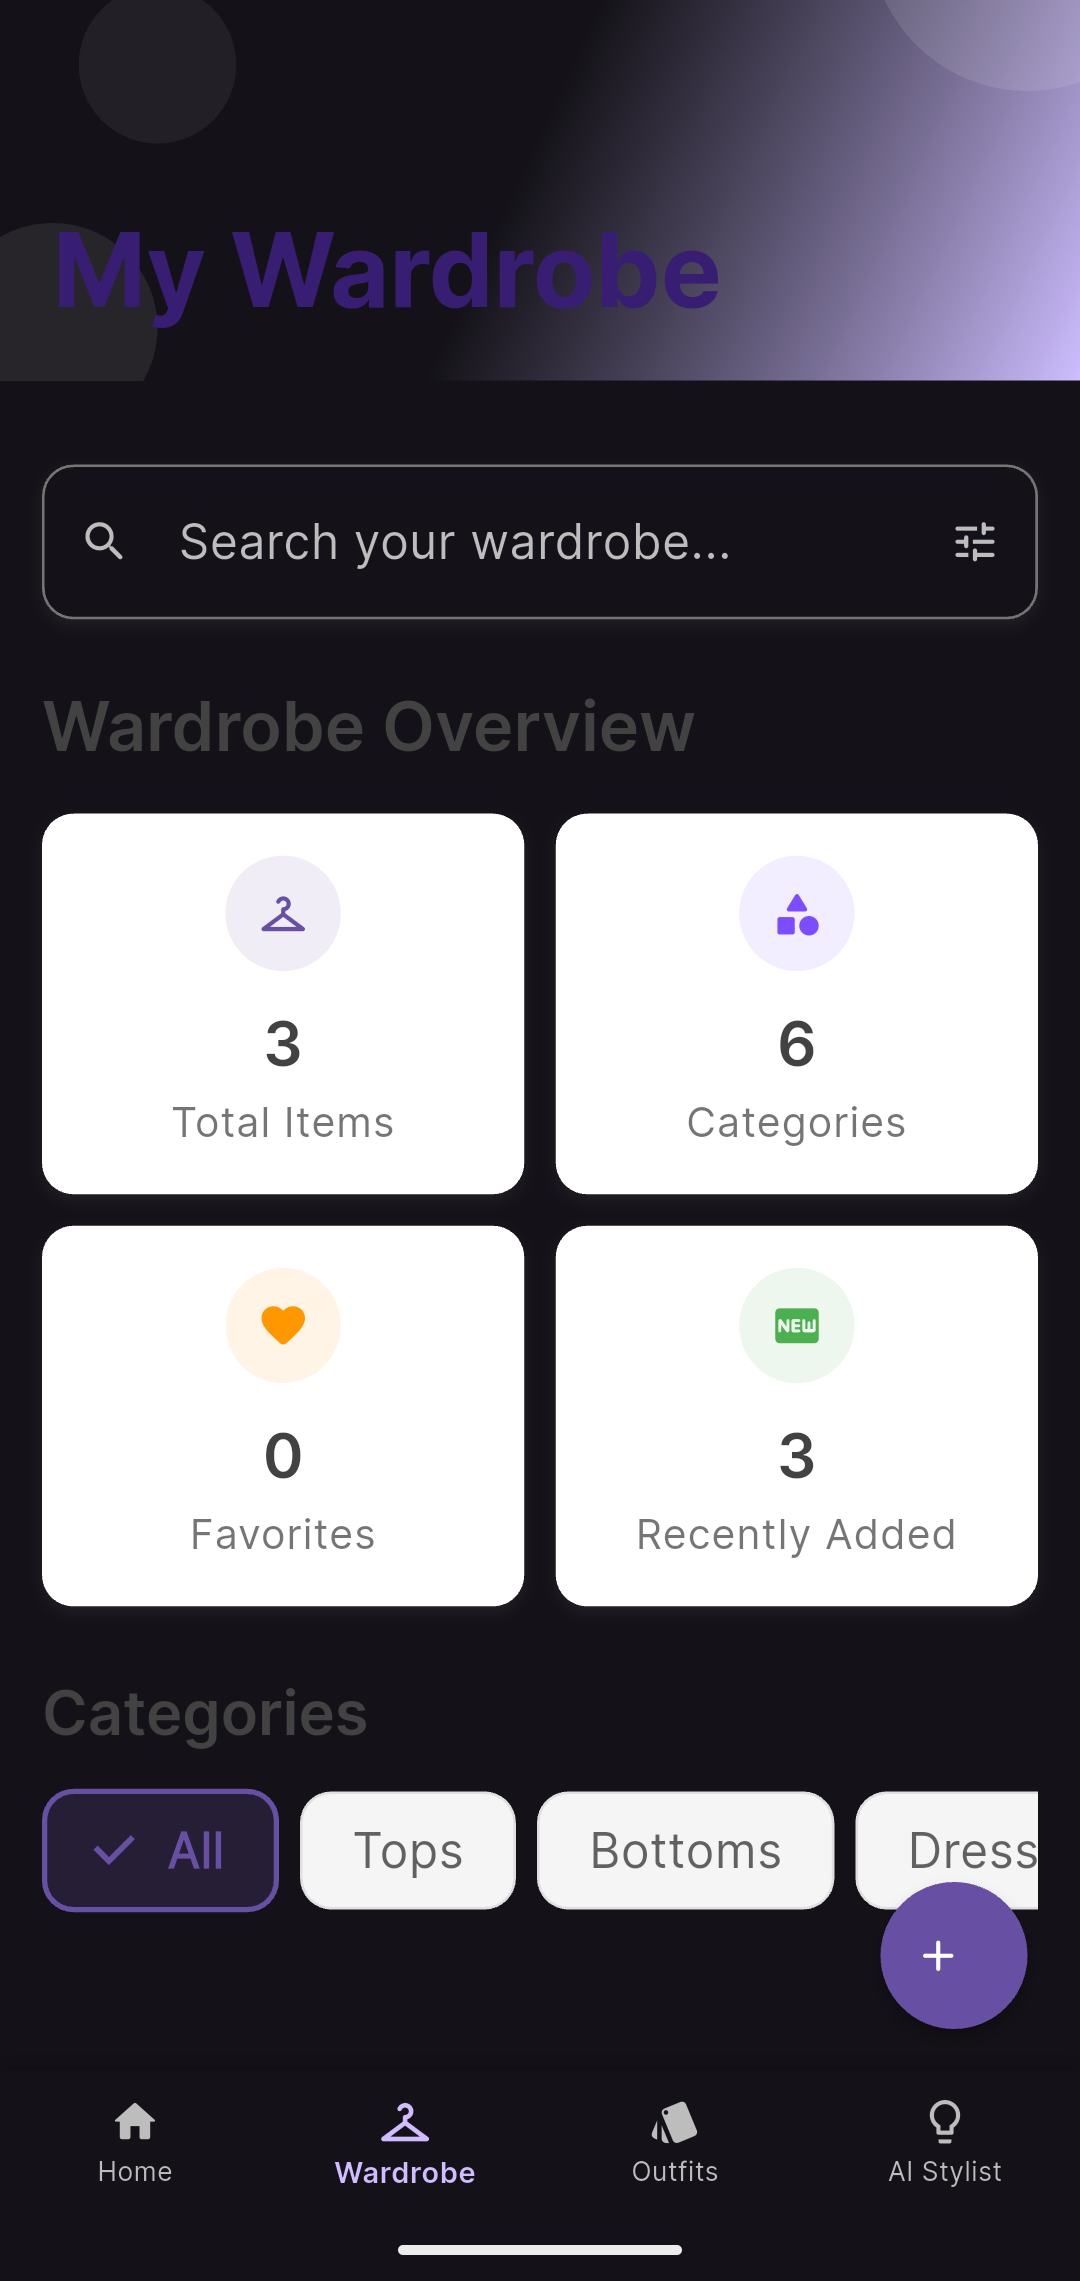 My Wardrobe
Search your wardrobe...
Wardrobe Overview
3
Total Items
6
Categories
0
Favorites
NEW
3
Recently Added
Categories
All
Tops
Bottoms
Dress
Home
Wardrobe
Outfits
AI Stylist